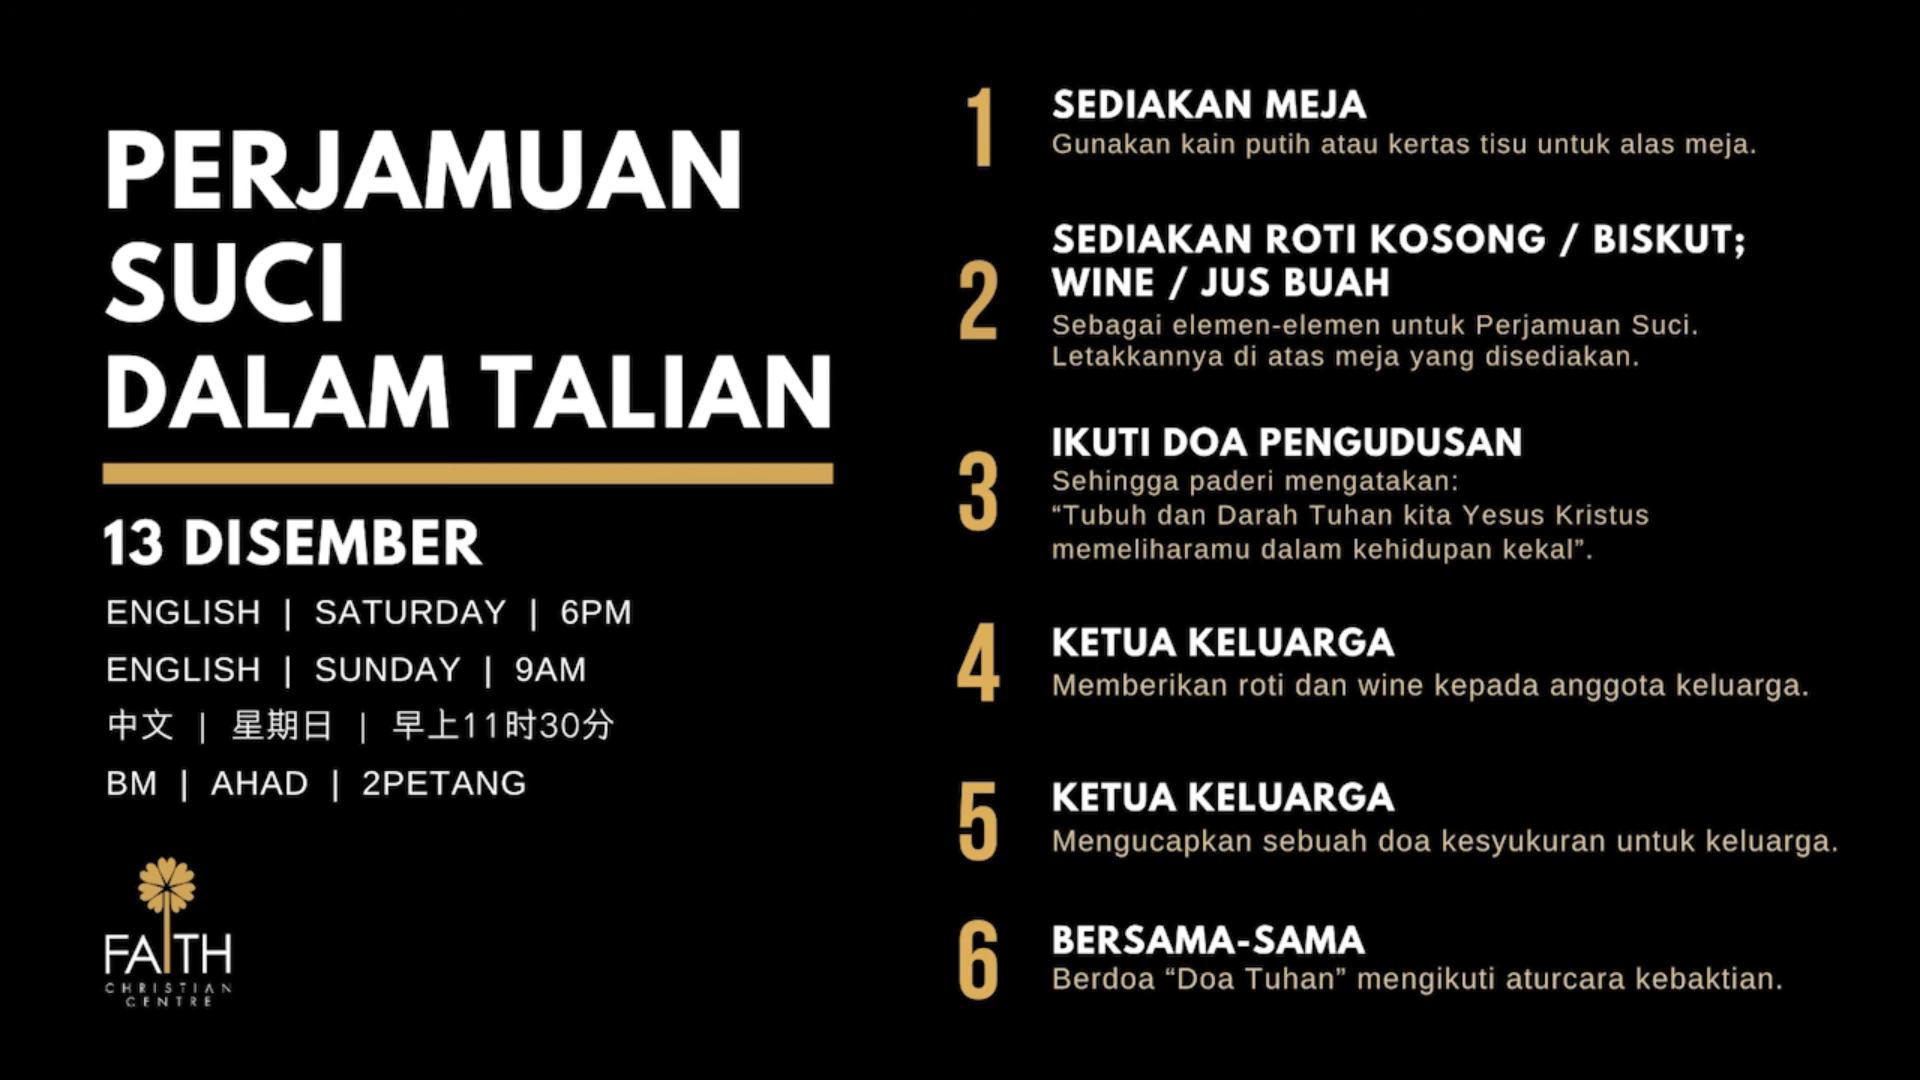 PERJAMUAN
SUCI
DALAM TALIAN
13 DISEMBER
ENGLISH | SATURDAY | 6PM
ENGLISH | SUNDAY | 9AM
中文 | 星期日 | 早上11时30分
BM | AHAD | 2PETANG
FAITH
CHRISTIAN
CENTRE
1
SEDIAKAN MEJA
Gunakan kain putih atau kertas tisu untuk alas meja.
2
SEDIAKAN ROTI KOSONG / BISKUT;
WINE / JUS BUAH
Sebagai elemen-elemen untuk Perjamuan Suci.
Letakkannya di atas meja yang disediakan.
3
IKUTI DOA PENGUDUSAN
Sehingga paderi mengatakan:
“Tubuh dan Darah Tuhan kita Yesus Kristus
memeliharamu dalam kehidupan kekal”.
4
KETUA KELUARGA
Memberikan roti dan wine kepada anggota keluarga.
5
KETUA KELUARGA
Mengucapkan sebuah doa kesyukuran untuk keluarga.
6
BERSAMA-SAMA
Berdoa “Doa Tuhan” mengikuti aturcara kebaktian.